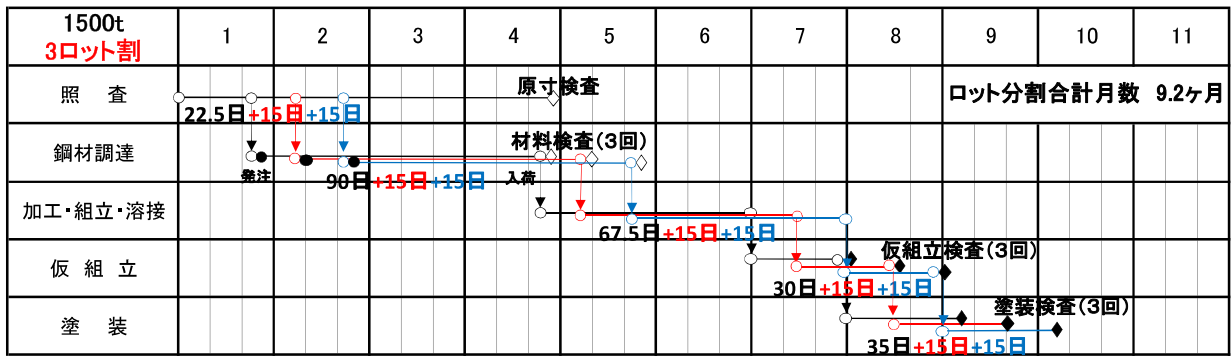 1500t
3ロット割
1 2 3 4 5 6 7 8 9 10 11
照 査
原寸検査
22.5日+15日+15日
ロット分割合計月数 9.2ヶ月
鋼材調達
材料検査(3回)
発注
90日+15日+15日
入荷
加工・組立・溶接
67.5日+15日+15日
仮 組 立
仮組立検査(3回)
30日+15日+15日
塗 装
塗装検査(3回)
35日+15日+15日